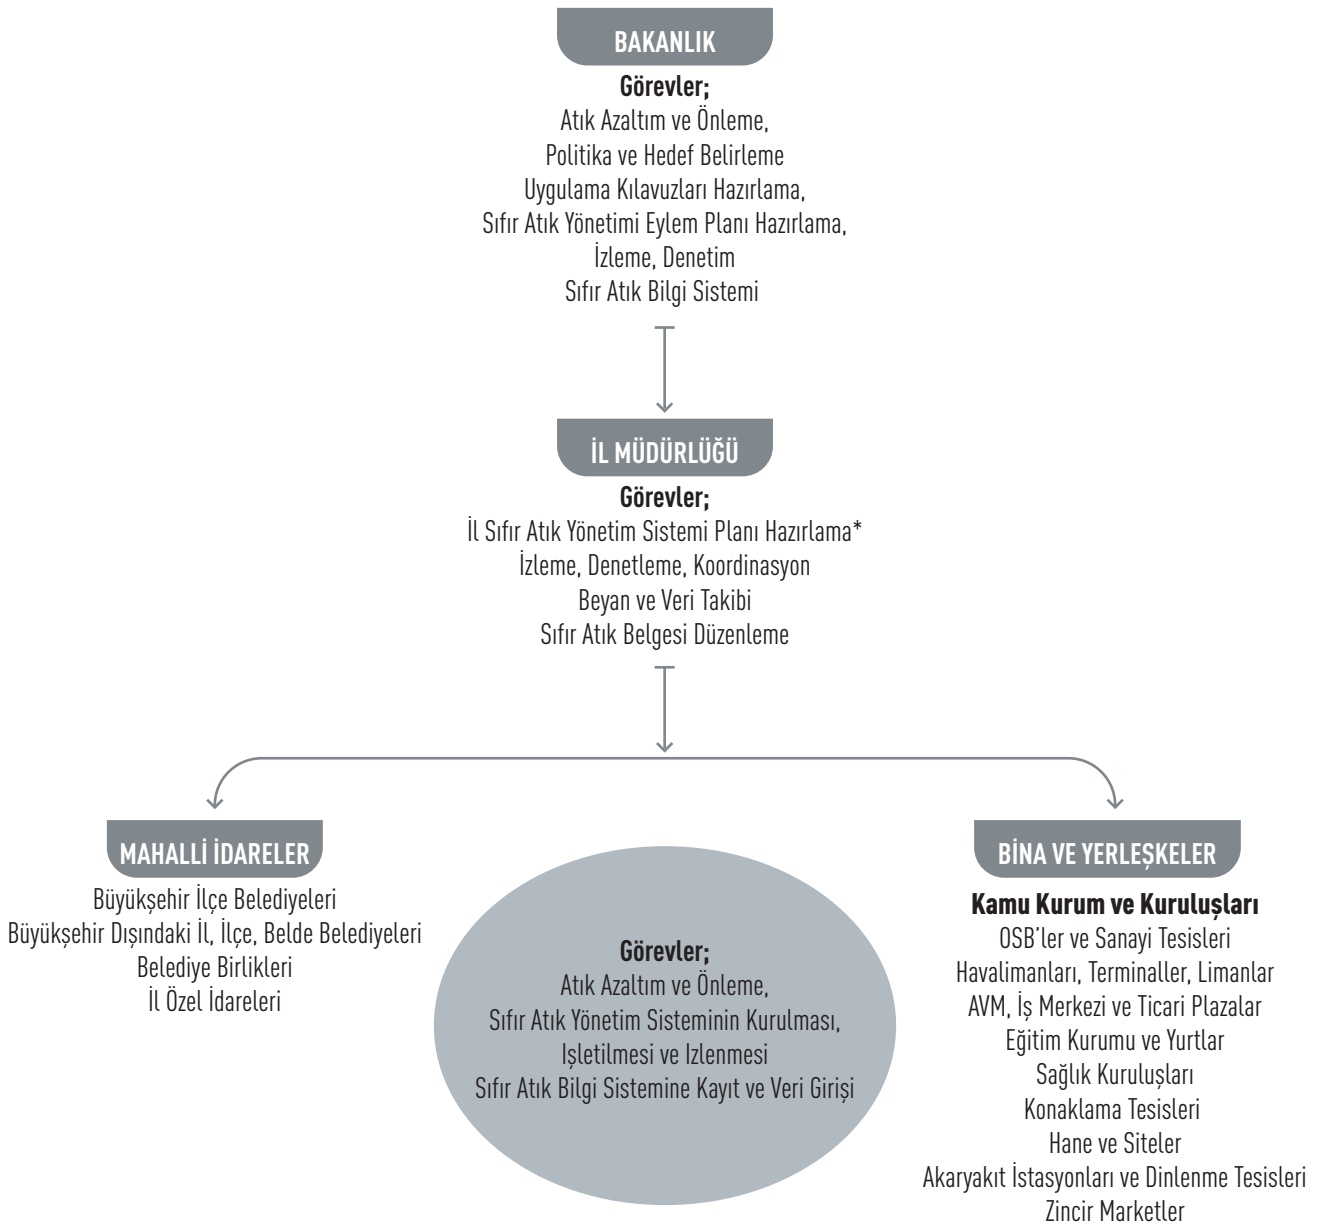 BAKANLIK
Görevler;
Atık Azaltım ve Önleme,
Politika ve Hedef Belirleme
Uygulama Kılavuzları Hazırlama,
Sıfır Atık Yönetimi Eylem Planı Hazırlama,
İzleme, Denetim
Sıfır Atık Bilgi Sistemi
İL MÜDÜRLÜĞÜ
Görevler;
İl Sıfır Atık Yönetim Sistemi Planı Hazırlama*
İzleme, Denetleme, Koordinasyon
Beyan ve Veri Takibi
Sıfır Atık Belgesi Düzenleme
MAHALLİ İDARELER
Büyükşehir İlçe Belediyeleri
Büyükşehir Dışındaki İl, İlçe, Belde Belediyeleri
Belediye Birlikleri
İl Özel İdareleri
Görevler;
Atık Azaltım ve Önleme,
Sıfır Atık Yönetim Sisteminin Kurulması,
Işletilmesi ve Izlenmesi
Sıfır Atık Bilgi Sistemine Kayıt ve Veri Girişi
BİNA VE YERLEŞKELER
Kamu Kurum ve Kuruluşları
OSB'ler ve Sanayi Tesisleri
Havalimanları, Terminaller, Limanlar
AVM, İş Merkezi ve Ticari Plazalar
Eğitim Kurumu ve Yurtlar
Sağlık Kuruluşları
Konaklama Tesisleri
Hane ve Siteler
Akaryakıt İstasyonları ve Dinlenme Tesisleri
Zincir Marketler